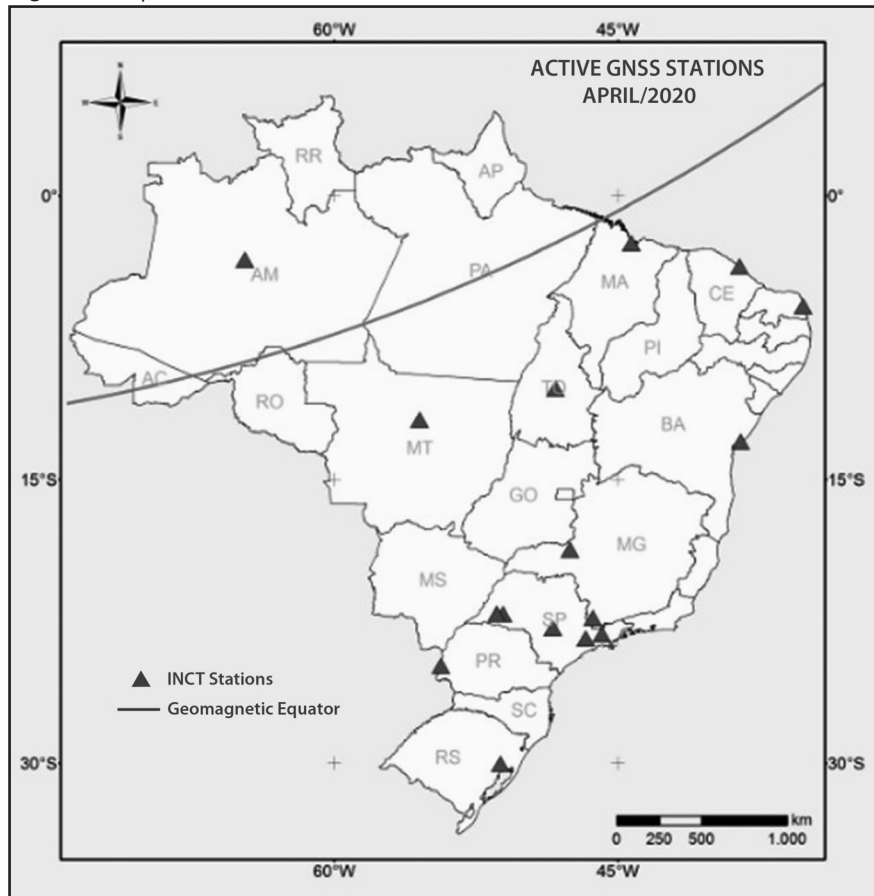 60°W 45°W
ACTIVE GNSS STATIONS
APRIL/2020
N
W E
S
RR
AP
0° 0°
AM
PA
MA
CE
PI
AC
TO
RO
BA
MT
15°S 15°S
GO
MG
MS
SP
PR
INCT Stations
Geomagnetic Equator
SC
RS
30°S 30°S
km
0 250 500 1.000
60°W 45°W